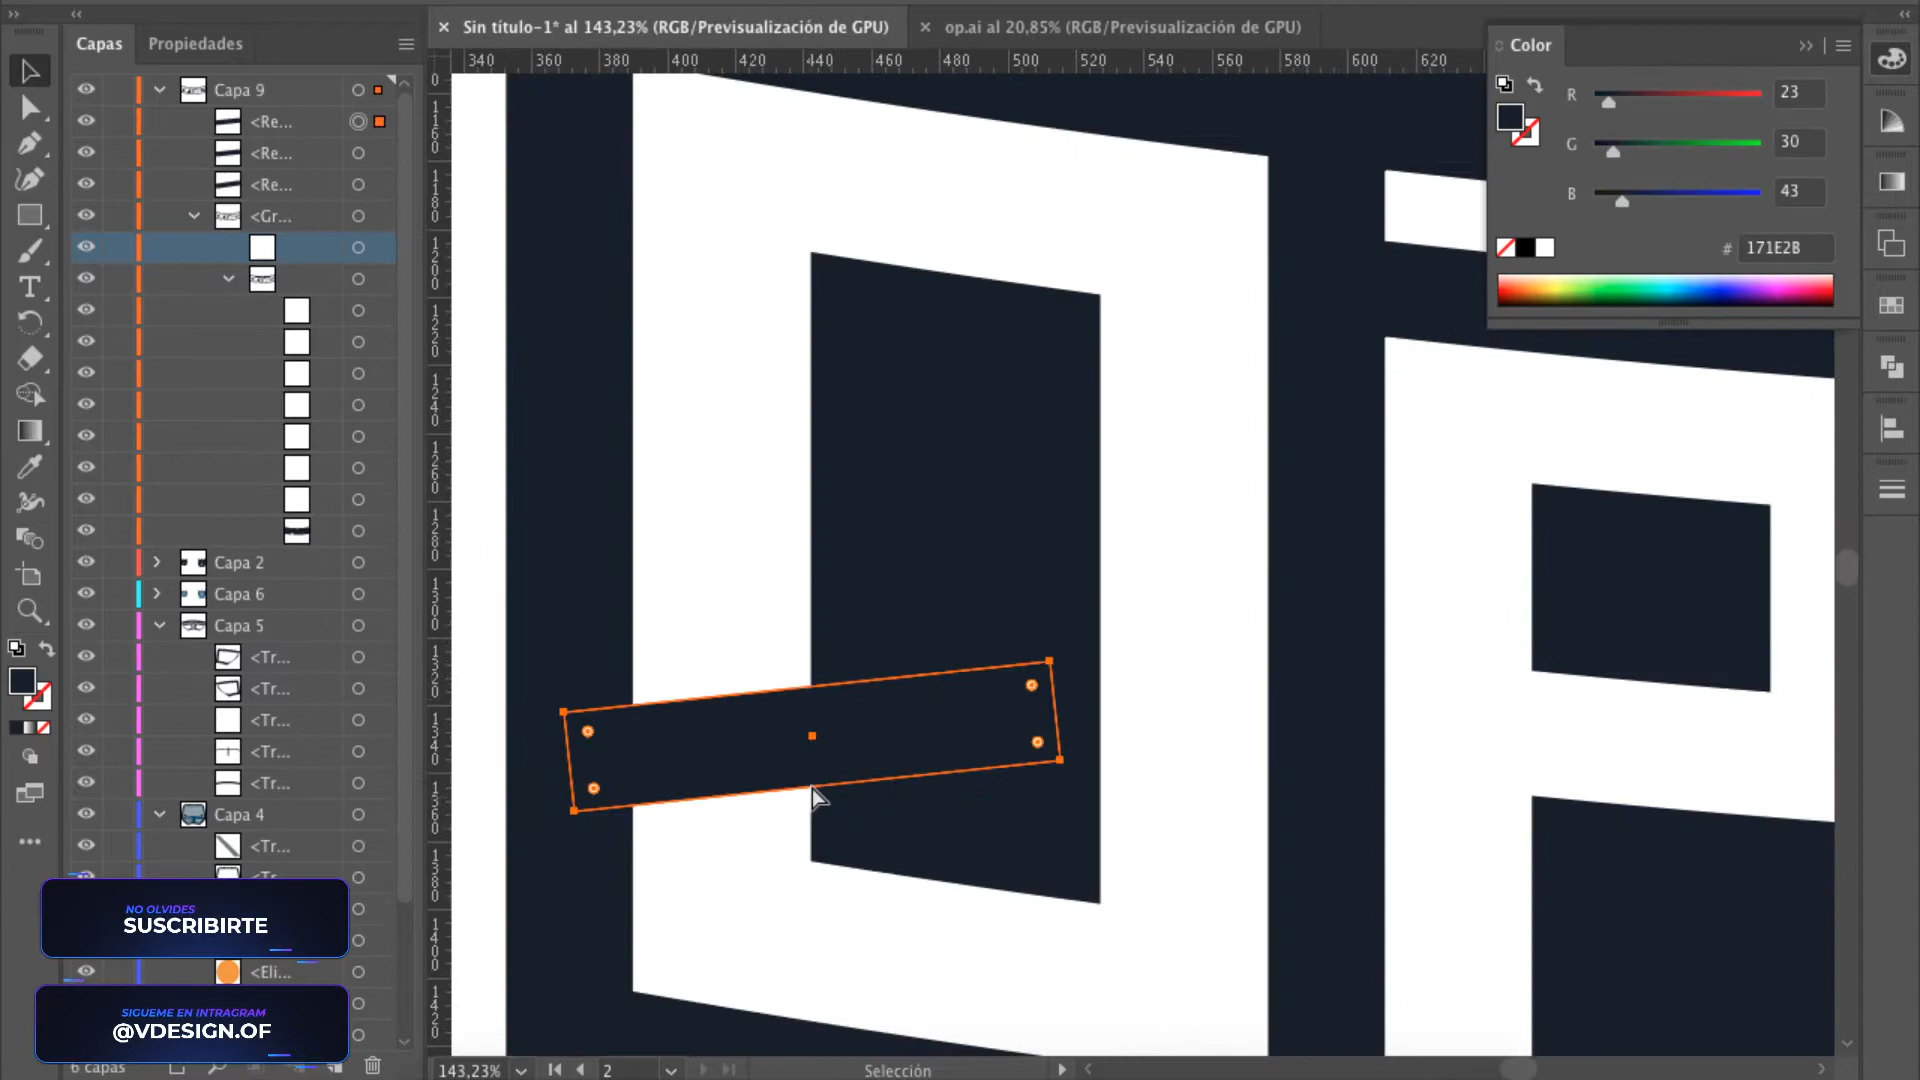 Capas
Propiedades
Sin título-1* al 143,23% (RGB/Previsualización de GPU)
op.ai al 20,85% (RGB/Previsualización de GPU)
340 360 380 400 420 440 460 480 500 520 540 560 580 600 620
Color
R 23
G 30
B 43
# 171E2B
Capa 9
<Re...
<Re...
<Re...
<Gr...
Capa 2
Capa 6
Capa 5
<Tr...
<Tr...
<Tr...
<Tr...
<Tr...
Capa 4
<Tr...
<Tr...
NO OLVIDES
SUSCRIBIRTE
<Eli...
SIGUEME EN INTRAGRAM
@VDESIGN.OF
6 capas
143,23%
2
Selección